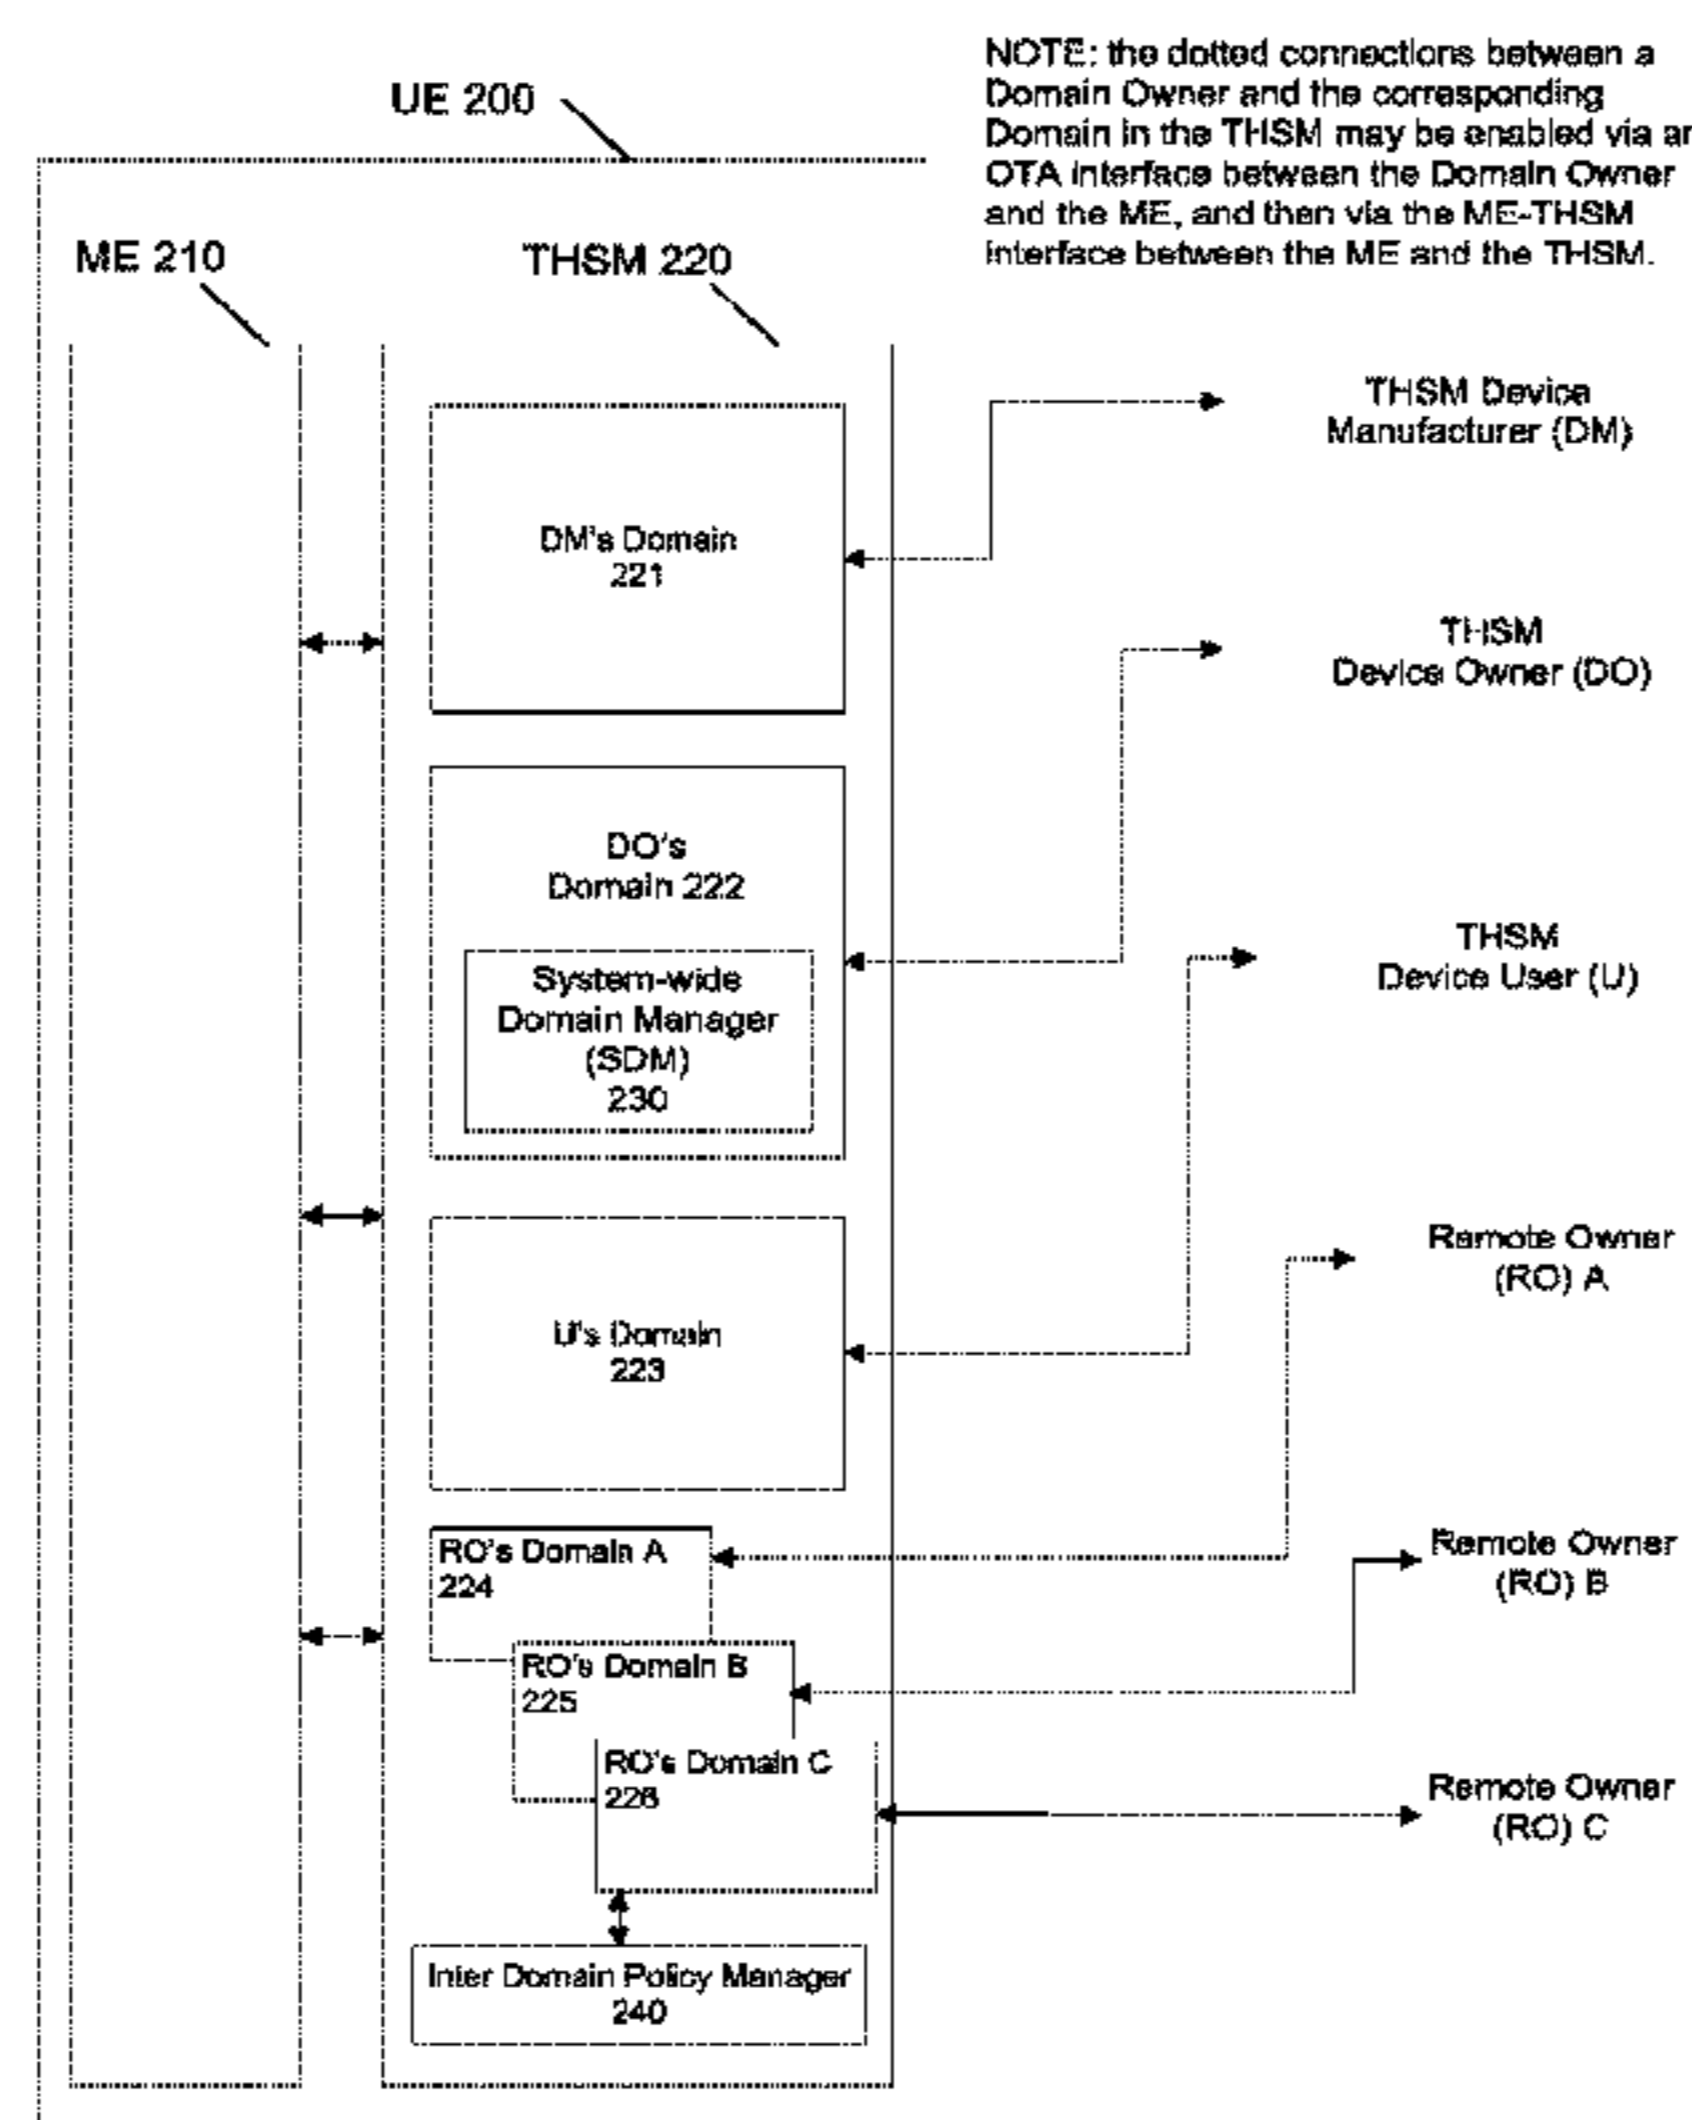 UE 200
NOTE: the dotted connections between a
Domain Owner and the corresponding
Domain in the THSM may be enabled via an
OTA interface between the Domain Owner
and the ME, and then via the ME-THSM
interface between the ME and the THSM.
ME 210
THSM 220
THSM Device
Manufacturer (DM)
DM's Domain
221
THSM
Device Owner (DO)
DO's
Domain 222
System-wide
Domain Manager
(SDM)
230
THSM
Device User (U)
Remote Owner
(RO) A
U's Domain
223
RO's Domain A
224
Remote Owner
(RO) B
RO's Domain B
225
RO's Domain C
226
Remote Owner
(RO) C
Inter Domain Policy Manager
240